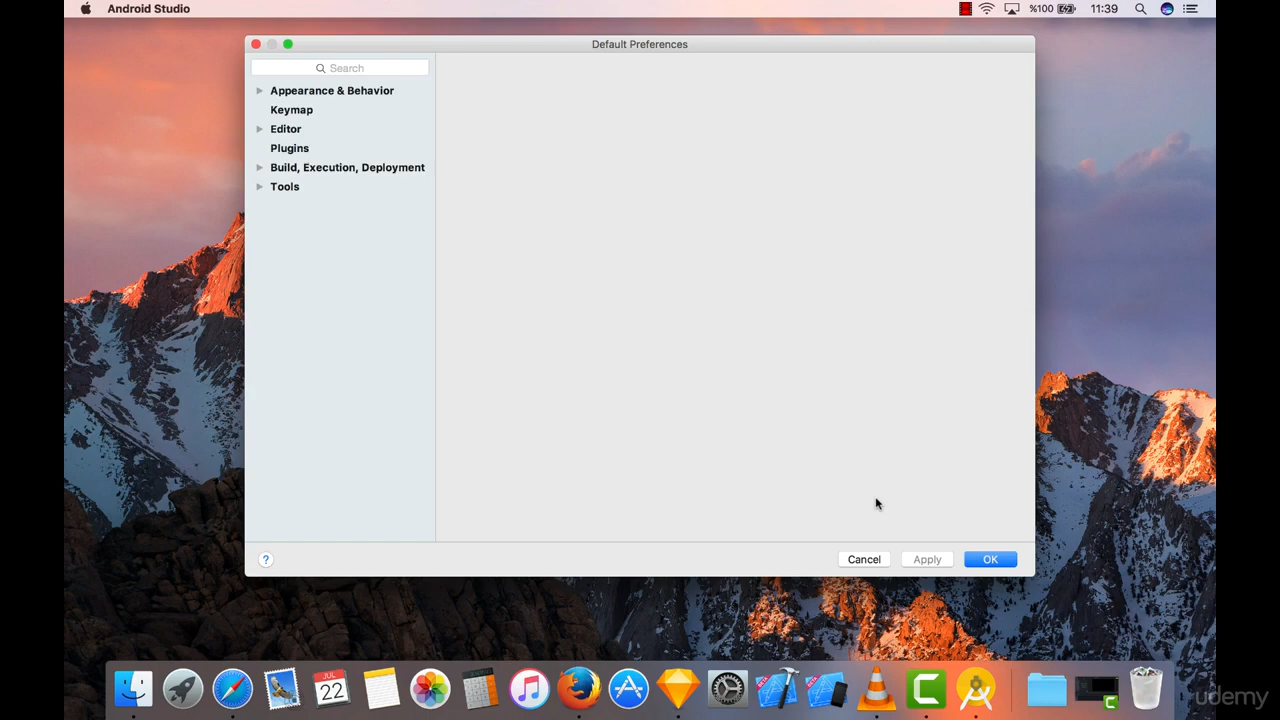 Android Studio
%100
11:39
Default Preferences
Search
Appearance & Behavior
Keymap
Editor
Plugins
Build, Execution, Deployment
Tools
?
Cancel
Apply
OK
JUL
22
udemy